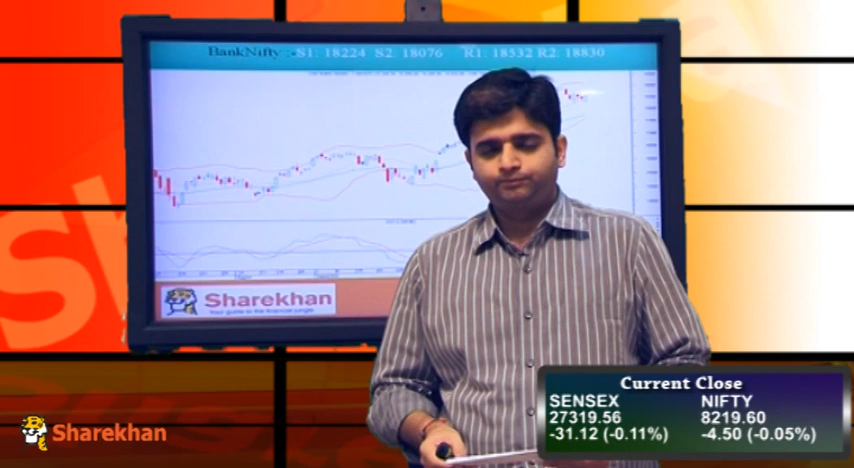 BankNifty :-S1: 18224 S2: 18076 R1: 18532 R2: 18830
Sharekhan
Your guide to the financial jungle
Current Close
SENSEX NIFTY
27319.56 8219.60
-31.12 (-0.11%) -4.50 (-0.05%)
Sharekhan